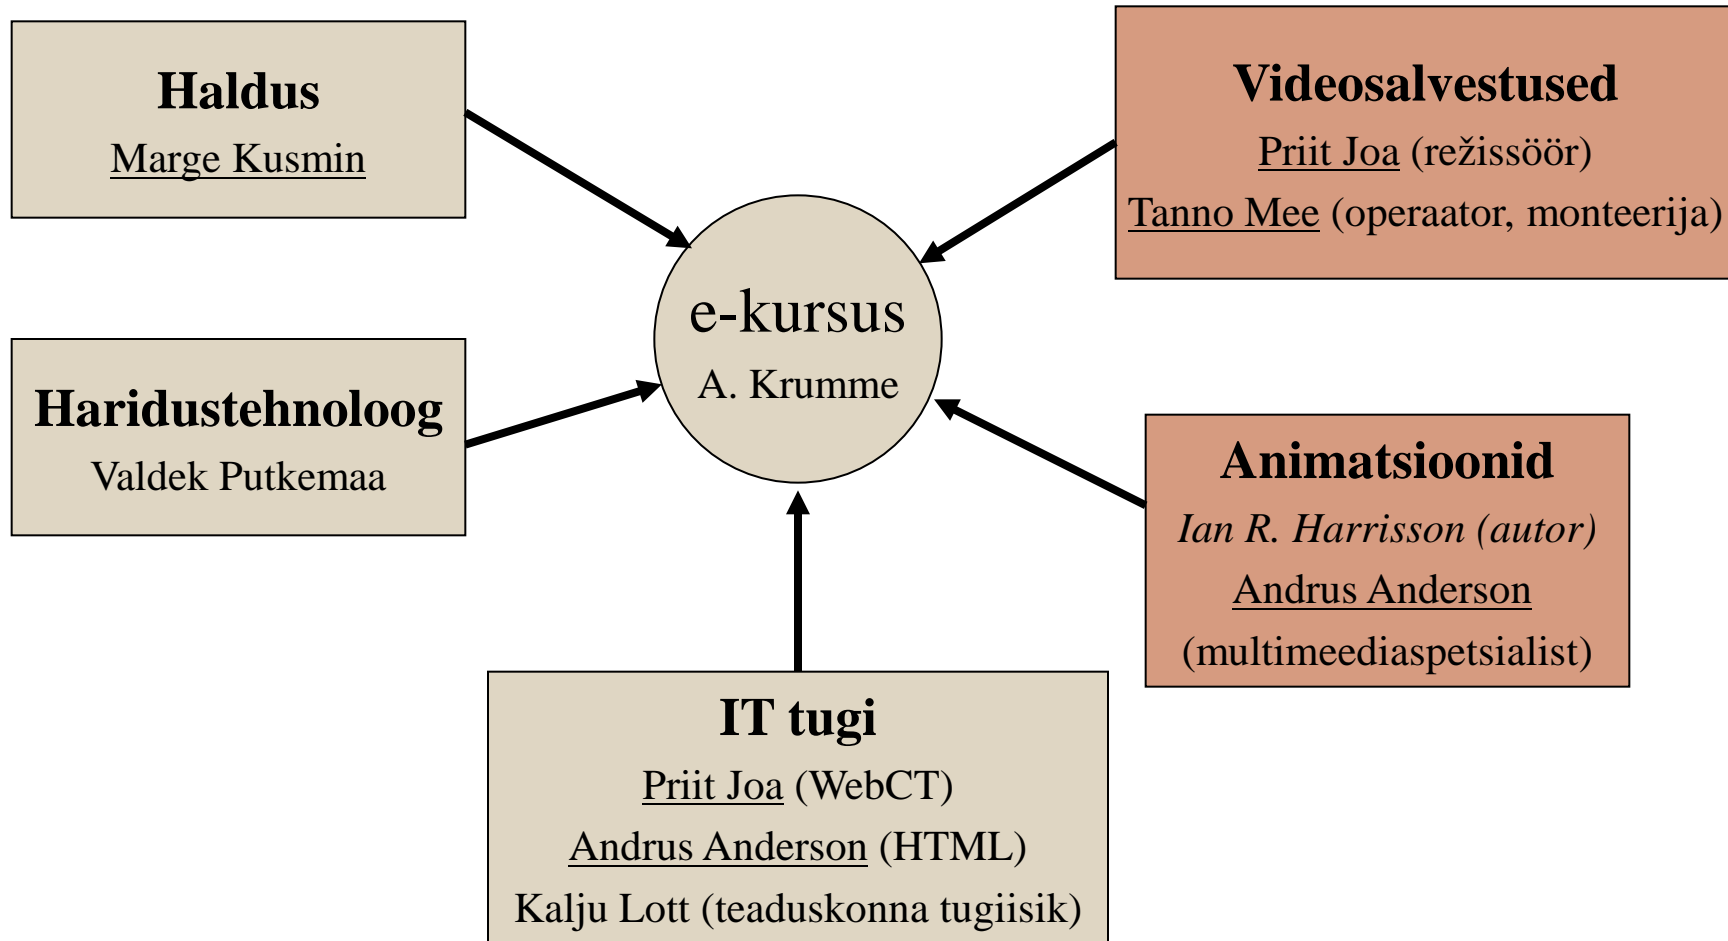 Haldus
Marge Kusmin
Videosalvestused
Priit Joa (režissöör)
Tanno Mee (operaator, monteerija)
e-kursus
A. Krumme
Haridustehnoloog
Valdek Putkemaa
Animatsioonid
Ian R. Harrisson (autor)
Andrus Anderson
(multimeediaspetsialist)
IT tugi
Priit Joa (WebCT)
Andrus Anderson (HTML)
Kalju Lott (teaduskonna tugiisik)